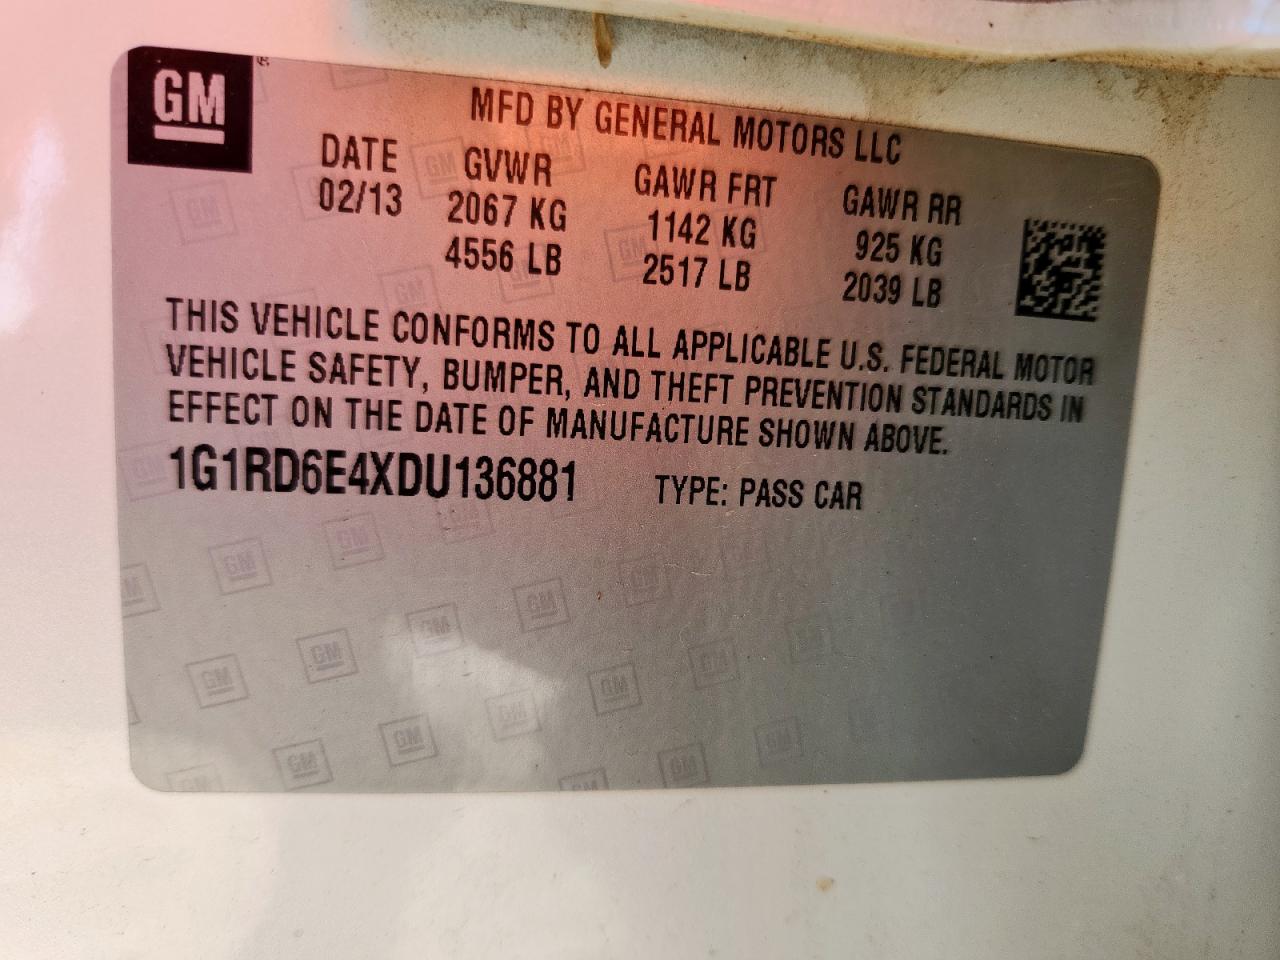 GM
MFD BY GENERAL MOTORS LLC
DATE GVWR GAWR FRT GAWR RR
02/13 2067 KG 1142 KG 925 KG
4556 LB 2517 LB 2039 LB
THIS VEHICLE CONFORMS TO ALL APPLICABLE U.S. FEDERAL MOTOR
VEHICLE SAFETY, BUMPER, AND THEFT PREVENTION STANDARDS IN
EFFECT ON THE DATE OF MANUFACTURE SHOWN ABOVE.
1G1RD6E4XDU136881 TYPE: PASS CAR